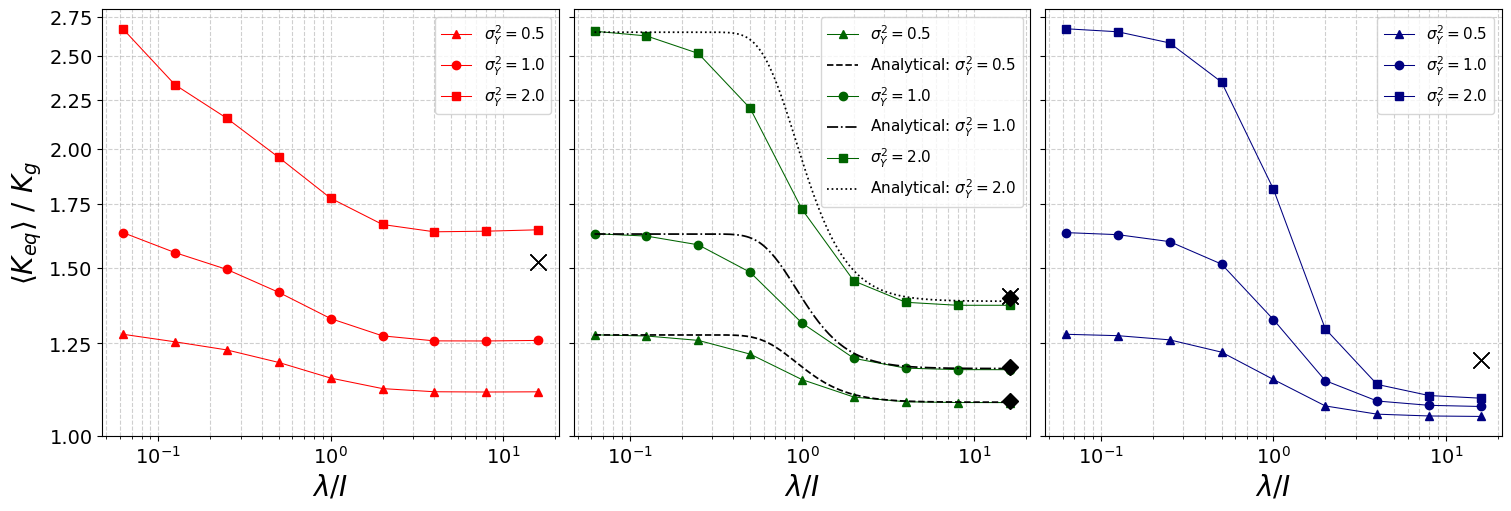 ⟨K_eq⟩ / K_g
2.75
2.50
2.25
2.00
1.75
1.50
1.25
1.00
σ_Y^2 = 0.5
σ_Y^2 = 1.0
σ_Y^2 = 2.0
10^−1
10^0
10^1
λ/l
σ_Y^2 = 0.5
Analytical: σ_Y^2 = 0.5
σ_Y^2 = 1.0
Analytical: σ_Y^2 = 1.0
σ_Y^2 = 2.0
Analytical: σ_Y^2 = 2.0
10^−1
10^0
10^1
λ/l
σ_Y^2 = 0.5
σ_Y^2 = 1.0
σ_Y^2 = 2.0
10^−1
10^0
10^1
λ/l